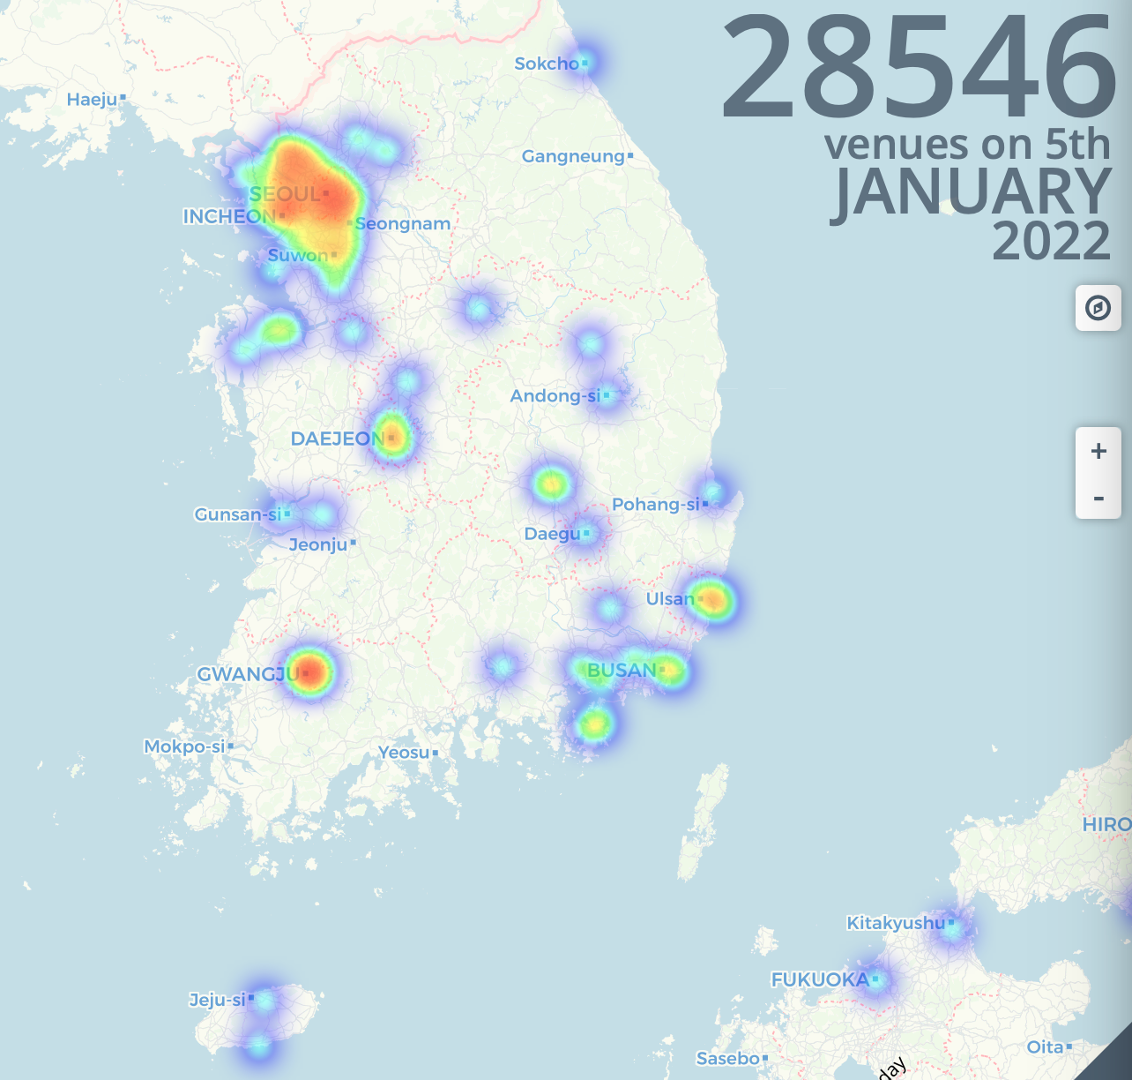 28546
venues on 5th
JANUARY
2022
Sokcho
Haeju
Gangneung
SEOUL
INCHEON
Seongnam
Suwon
+
-
Andong-si
DAEJEON
Pohang-si
Gunsan-si
Daegu
Jeonju
Ulsan
BUSAN
GWANGJU
Mokpo-si
Yeosu
HIRO
Kitakyushu
FUKUOKA
Jeju-si
Oita
Sasebo
day